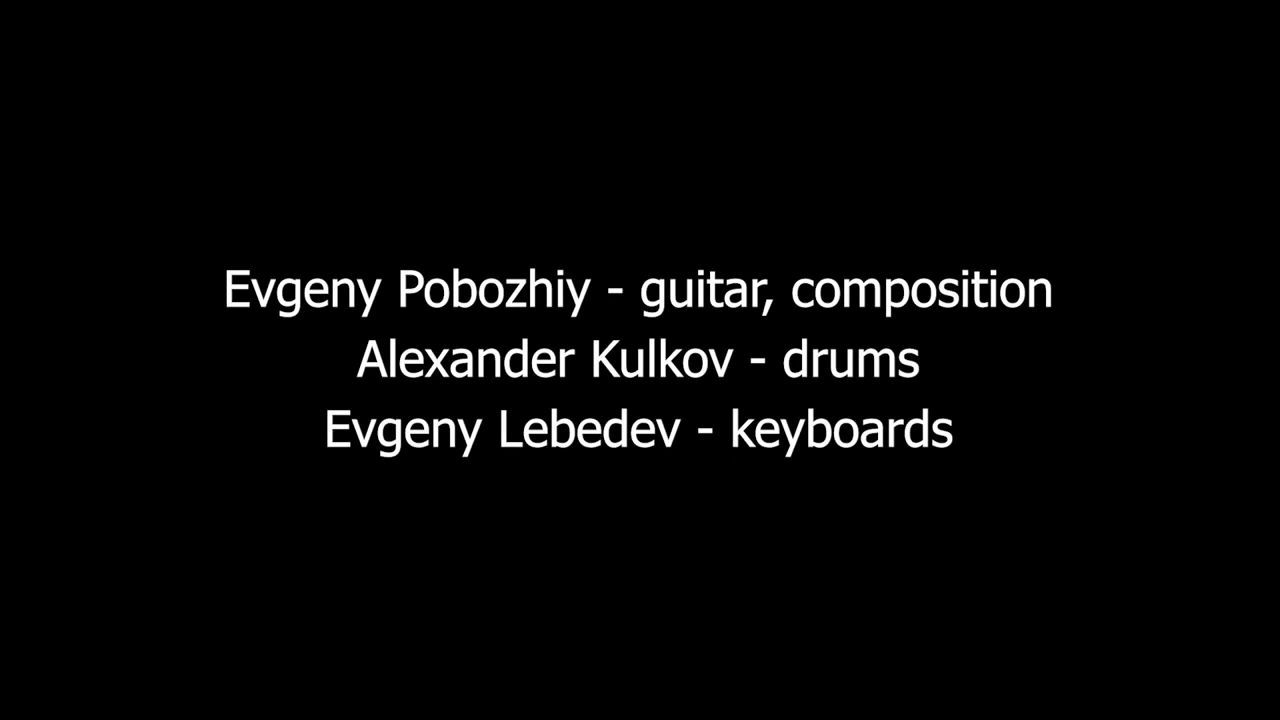 Evgeny Pobozhiy - guitar, composition
Alexander Kulkov - drums
Evgeny Lebedev - keyboards